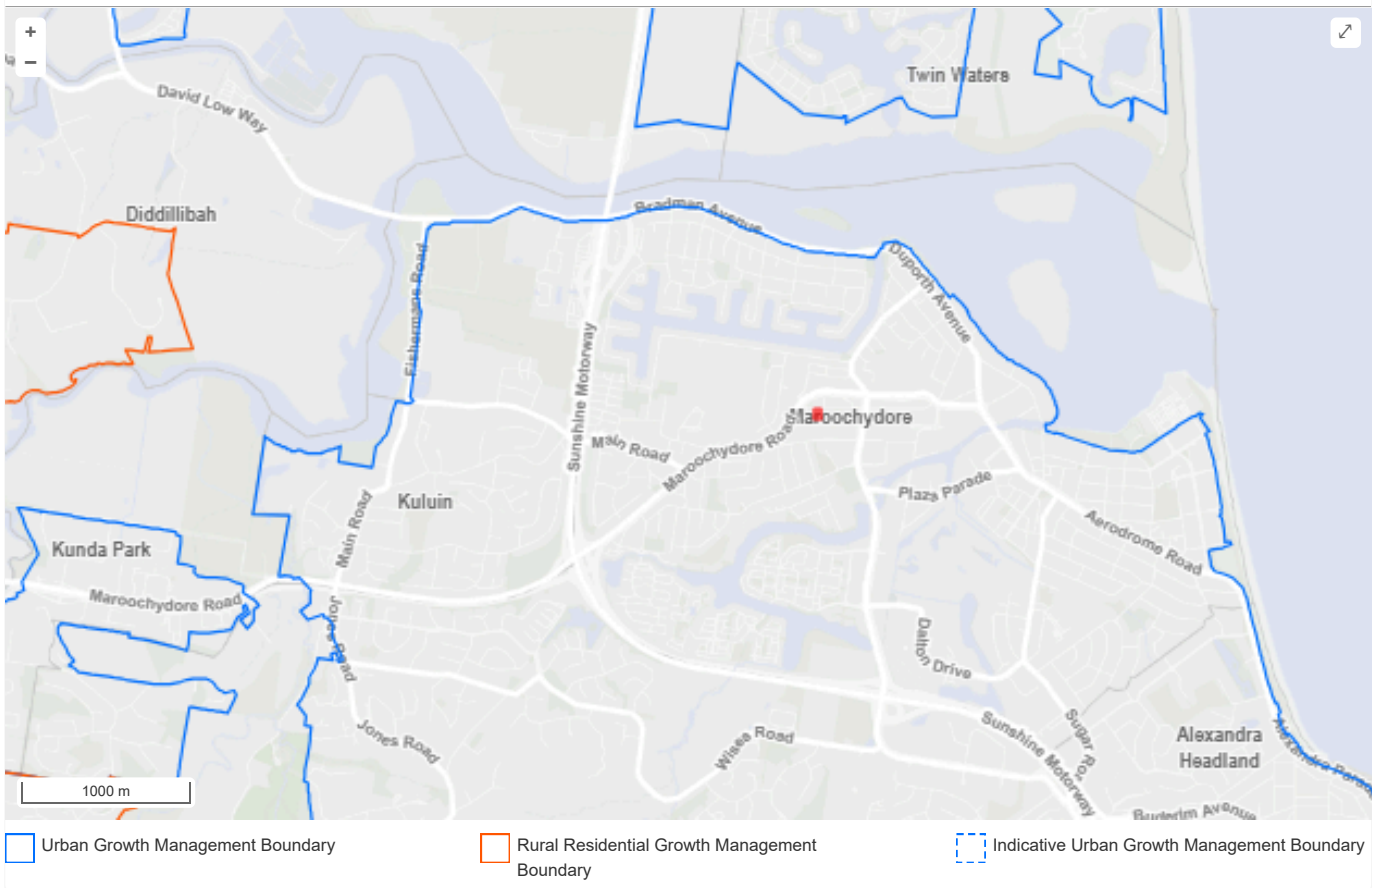 +
−
Twin Waters
David Low Way
Diddillibah
Bradman Avenue
Duporth Avenue
Fishermans Road
Sunshine Motorway
Maroochydore
Main Road
Maroochydore Road
Kuluin
Plaza Parade
Main Road
Aerodrome Road
Kunda Park
Maroochydore Road
Jones Road
Dalton Drive
Jones Road
Wises Road
Sunshine Motorway
Sugar Ro
Alexandra
Headland
Alexandra Parad
Buderim Avenue
1000 m
Urban Growth Management Boundary
Rural Residential Growth Management
Boundary
Indicative Urban Growth Management Boundary